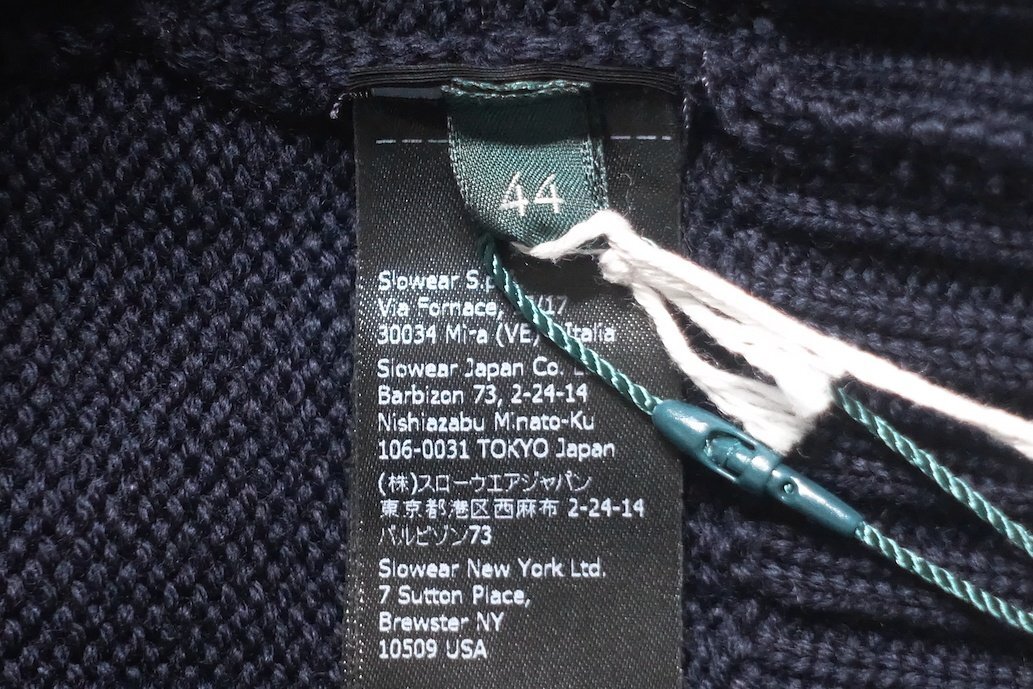 44
Slowear S.p
Via Fornace, /17
30034 Mira (VE) Italia
Slowear Japan Co.
Barbizon 73, 2-24-14
Nishiazabu Minato-Ku
106-0031 TOKYO Japan
(株)スローウエアジャパン
東京都港区西麻布 2-24-14
バルビゾン73
Slowear New York Ltd.
7 Sutton Place,
Brewster NY
10509 USA